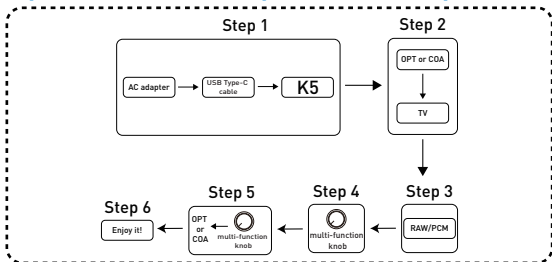 Step 1
Step 2
AC adapter
USB Type-C
cable
K5
OPT or COA
TV
Step 6
Step 5
Step 4
Step 3
Enjoy it!
OPT
or
COA
multi-function
knob
multi-function
knob
RAW/PCM